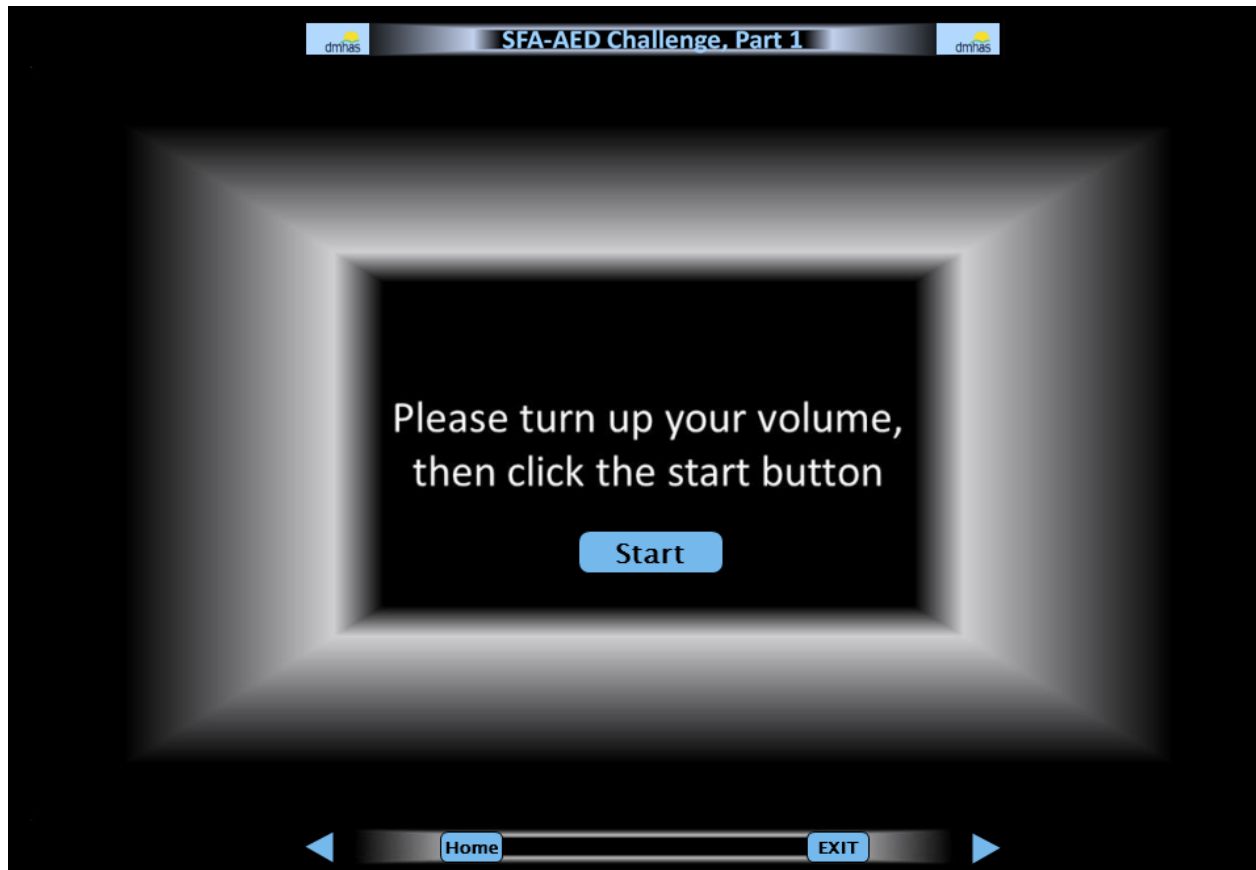 dmhas SFA-AED Challenge, Part 1 dmhas
Please turn up your volume,
then click the start button
Start
Home EXIT